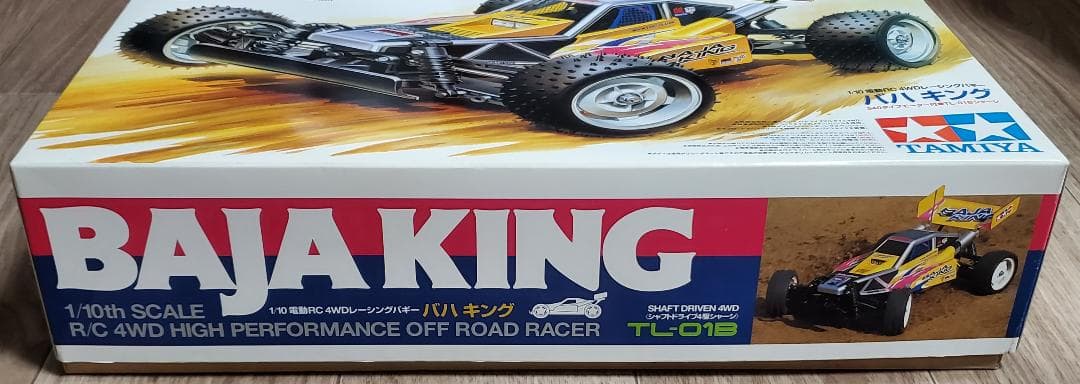 1/10 電動RC 4WDレーシングバギー
バハ キング
TAMIYA
BAJA KING
1/10th SCALE
1/10 電動RC 4WDレーシングバギー バハ キング
R/C 4WD HIGH PERFORMANCE OFF ROAD RACER
SHAFT DRIVEN 4WD
(シャフトドライブ4駆シャーシ)
TL-01B